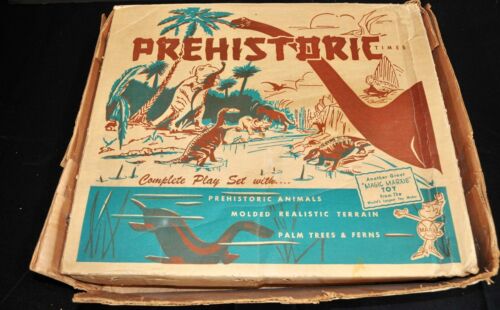 PREHISTORIC
TIMES
Complete Play Set with....
PREHISTORIC ANIMALS
MOLDED REALISTIC TERRAIN
PALM TREES & FERNS
Another Great
"MAGIC MARXIE"
TOY
from The
World's Largest Toy Maker
MARX